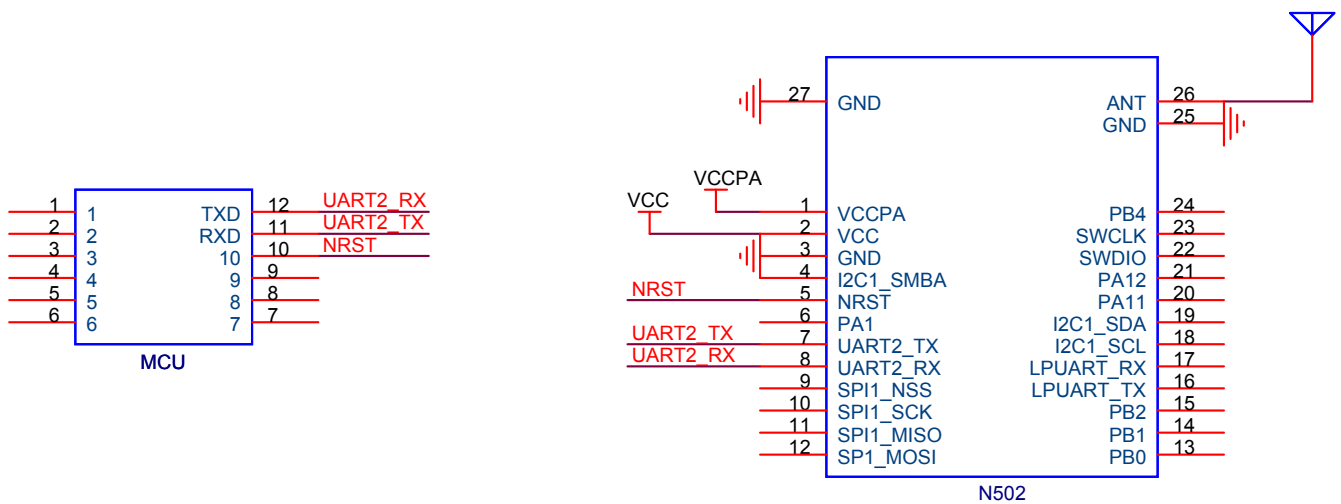 1 1 TXD 12 UART2_RX
2 2 RXD 11 UART2_TX
3 3 10 10 NRST
4 4 9 9
5 5 8 8
6 6 7 7
MCU
27 GND ANT 26
GND 25
VCCPA
VCC
1 VCCPA PB4 24
2 VCC SWCLK 23
3 GND SWDIO 22
4 I2C1_SMBA PA12 21
NRST 5 NRST PA11 20
6 PA1 I2C1_SDA 19
UART2_TX 7 UART2_TX I2C1_SCL 18
UART2_RX 8 UART2_RX LPUART_RX 17
9 SPI1_NSS LPUART_TX 16
10 SPI1_SCK PB2 15
11 SPI1_MISO PB1 14
12 SP1_MOSI PB0 13
N502